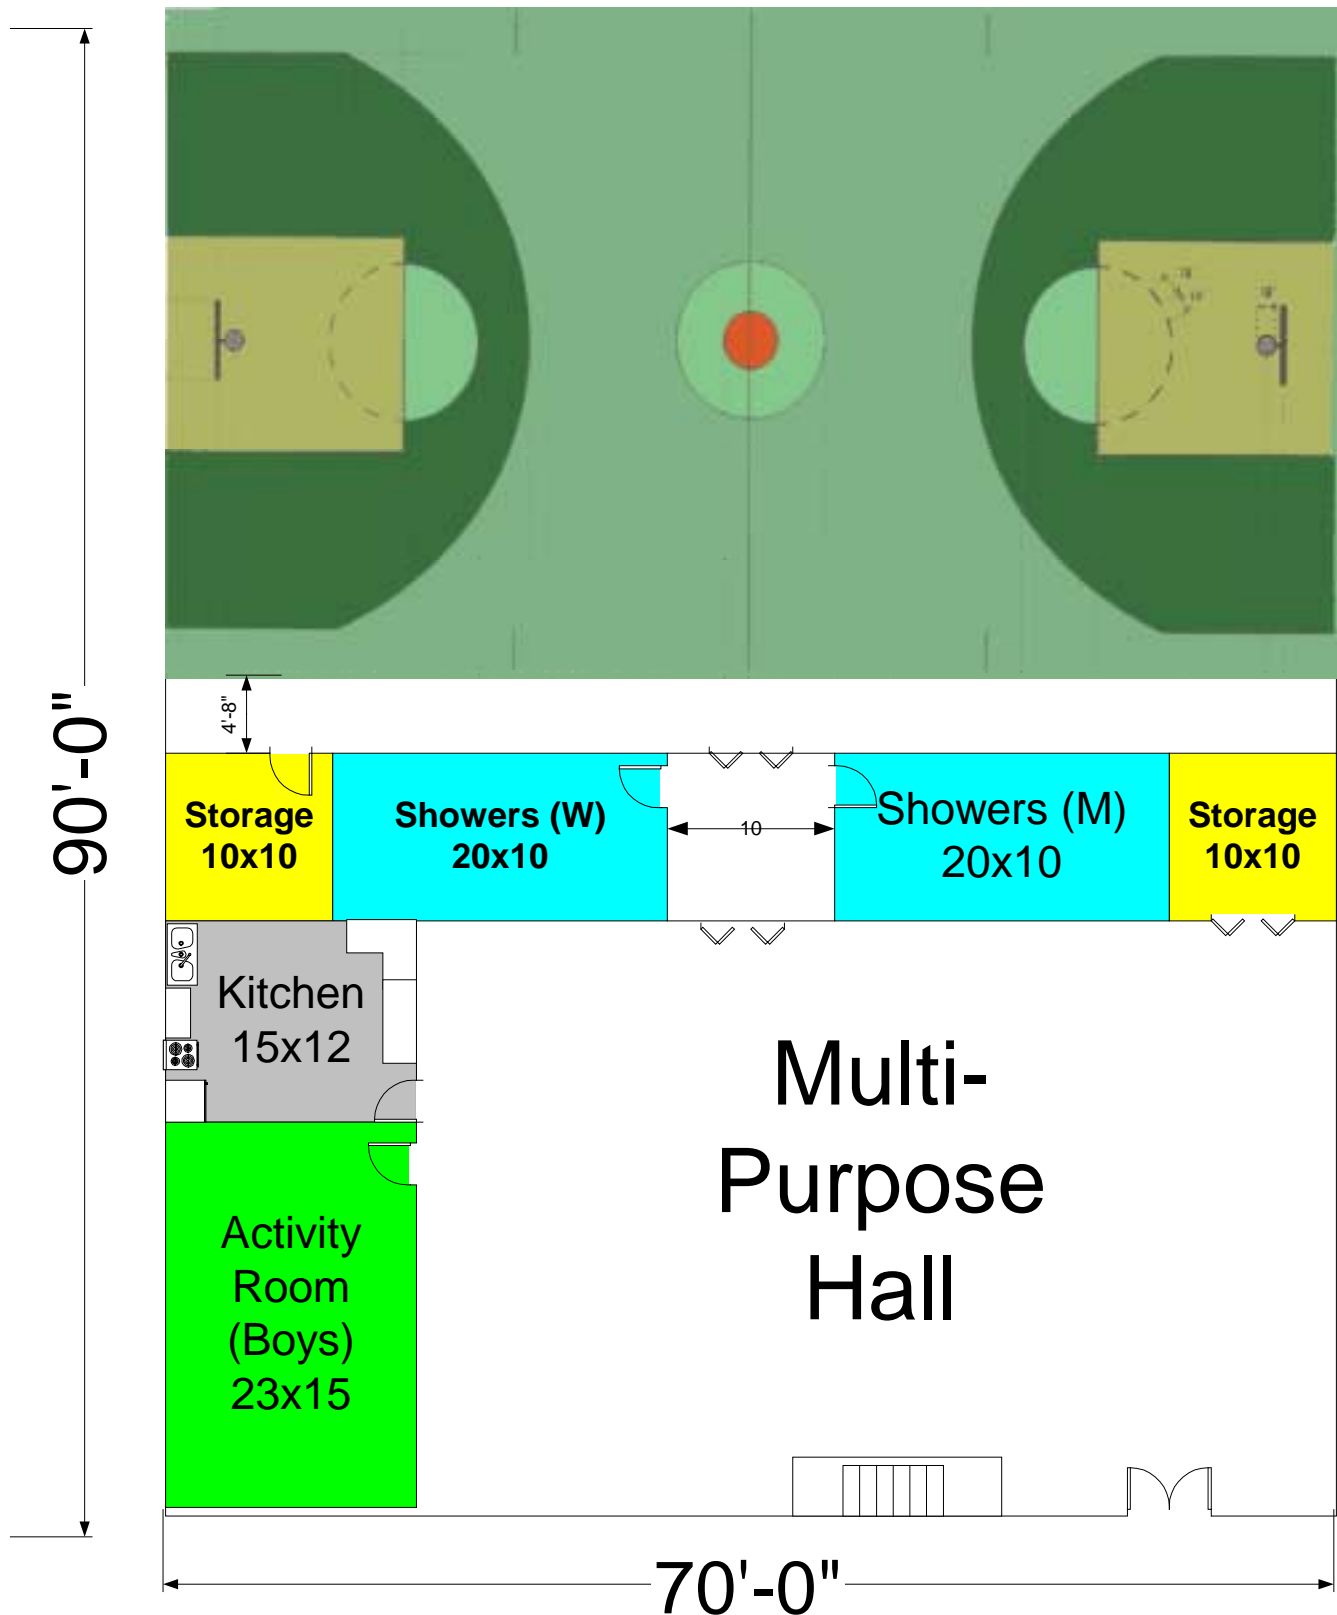 4'-8"
90'-0"
Storage
10x10
Showers (W)
20x10
10
Showers (M)
20x10
Storage
10x10
Kitchen
15x12
Multi-
Purpose
Hall
Activity
Room
(Boys)
23x15
70'-0"